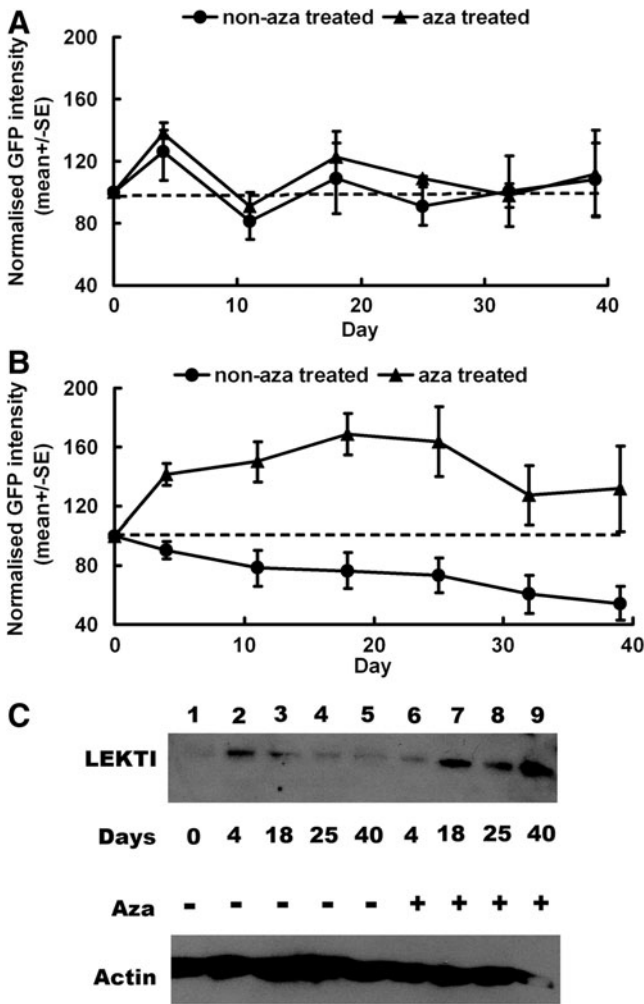 A
non-aza treated aza treated
Normalised GFP intensity
(mean+/-SE)
200
160
120
80
40
0 10 20 30 40
Day
B
non-aza treated aza treated
Normalised GFP intensity
(mean+/-SE)
200
160
120
80
40
0 10 20 30 40
Day
C
1 2 3 4 5 6 7 8 9
LEKTI
Days 0 4 18 25 40 4 18 25 40
Aza - - - - - + + + +
Actin